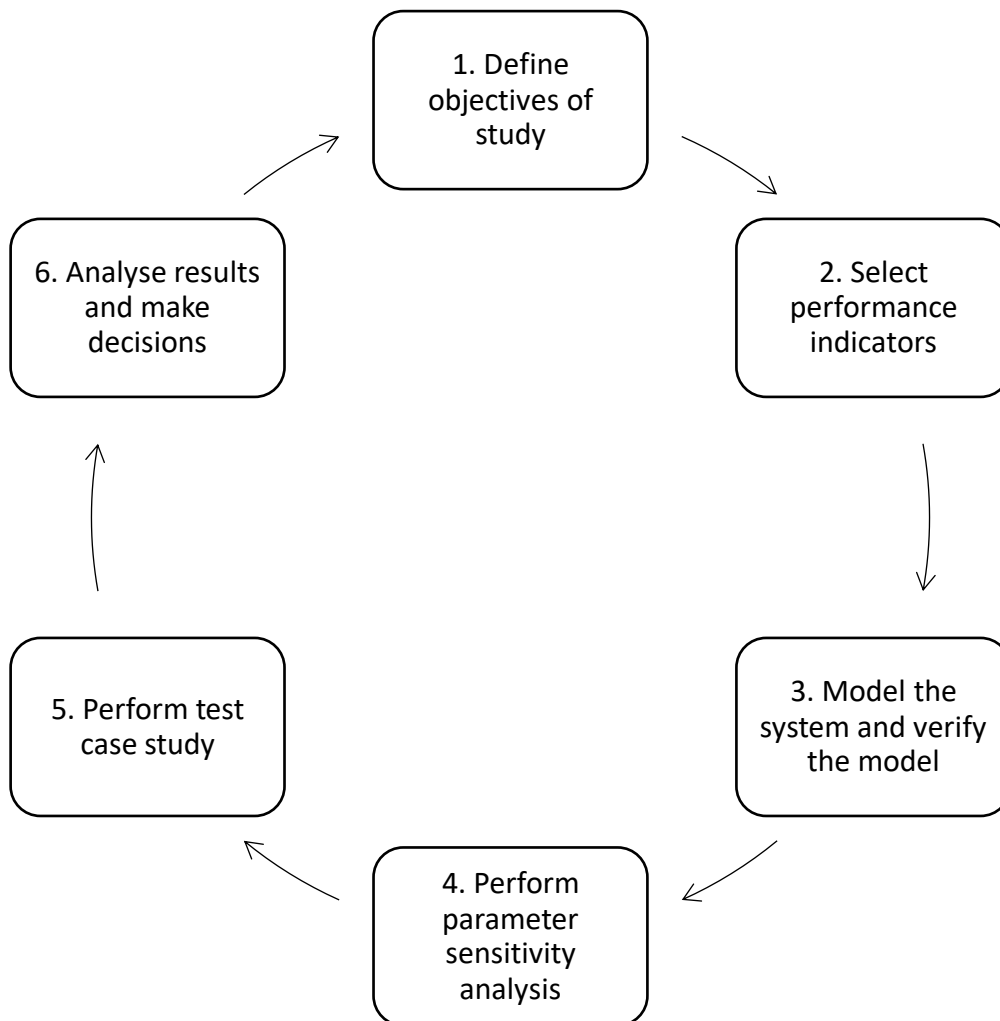 1. Define
objectives of
study
2. Select
performance
indicators
3. Model the
system and verify
the model
4. Perform
parameter
sensitivity
analysis
5. Perform test
case study
6. Analyse results
and make
decisions